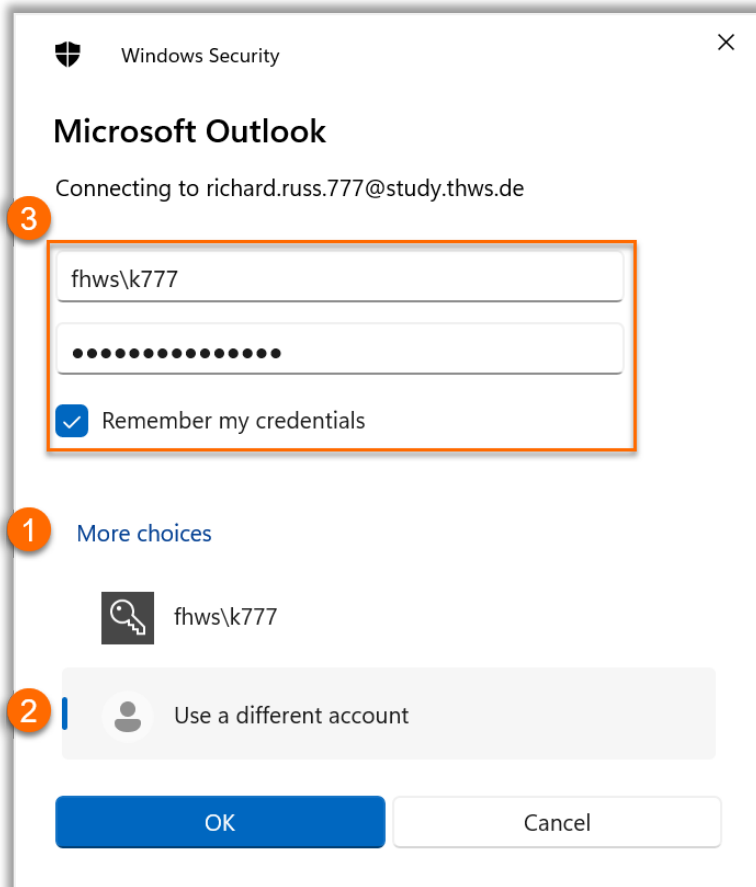 Windows Security
Microsoft Outlook
Connecting to richard.russ.777@study.thws.de
3
fhws\k777
●●●●●●●●●●●●●●●
Remember my credentials
1
More choices
fhws\k777
2
Use a different account
OK
Cancel